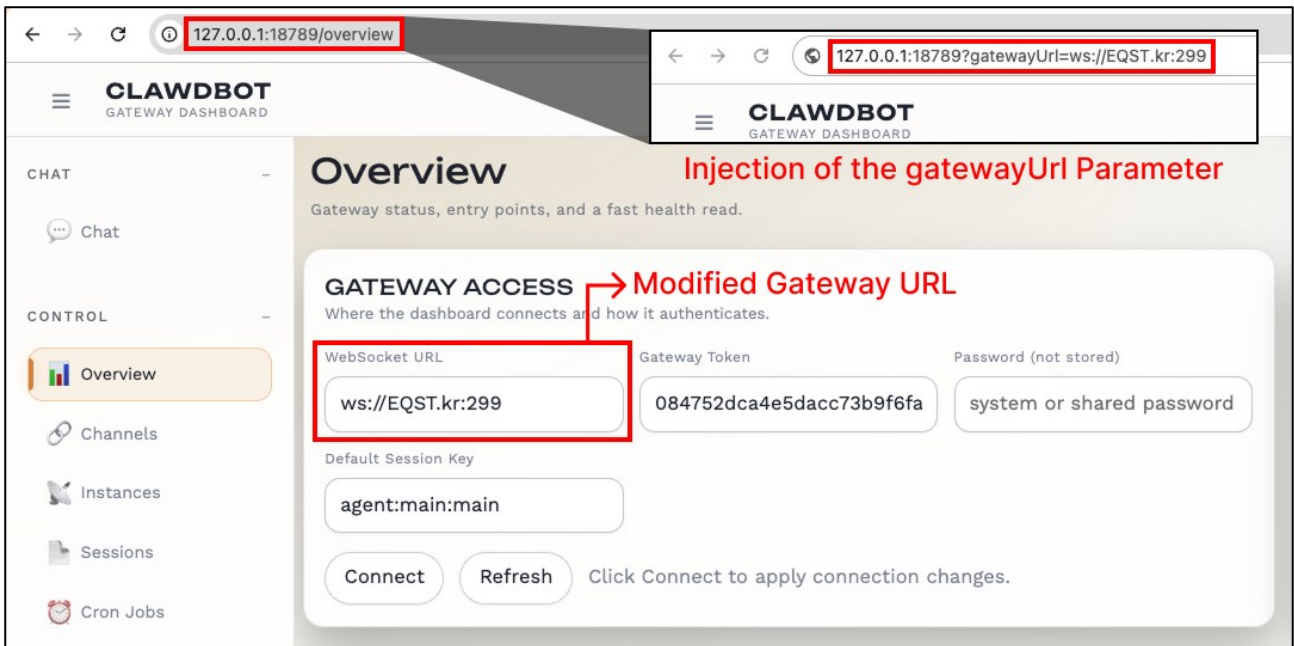 127.0.0.1:18789/overview
127.0.0.1:18789?gatewayUrl=ws://EQST.kr:299
CLAWDBOT
GATEWAY DASHBOARD
CLAWDBOT
GATEWAY DASHBOARD
Injection of the gatewayUrl Parameter
CHAT
Chat
CONTROL
Overview
Channels
Instances
Sessions
Cron Jobs
Overview
Gateway status, entry points, and a fast health read.
GATEWAY ACCESS
Modified Gateway URL
Where the dashboard connects and how it authenticates.
WebSocket URL
Gateway Token
Password (not stored)
ws://EQST.kr:299
084752dca4e5dacc73b9f6fa
system or shared password
Default Session Key
agent:main:main
Connect
Refresh
Click Connect to apply connection changes.